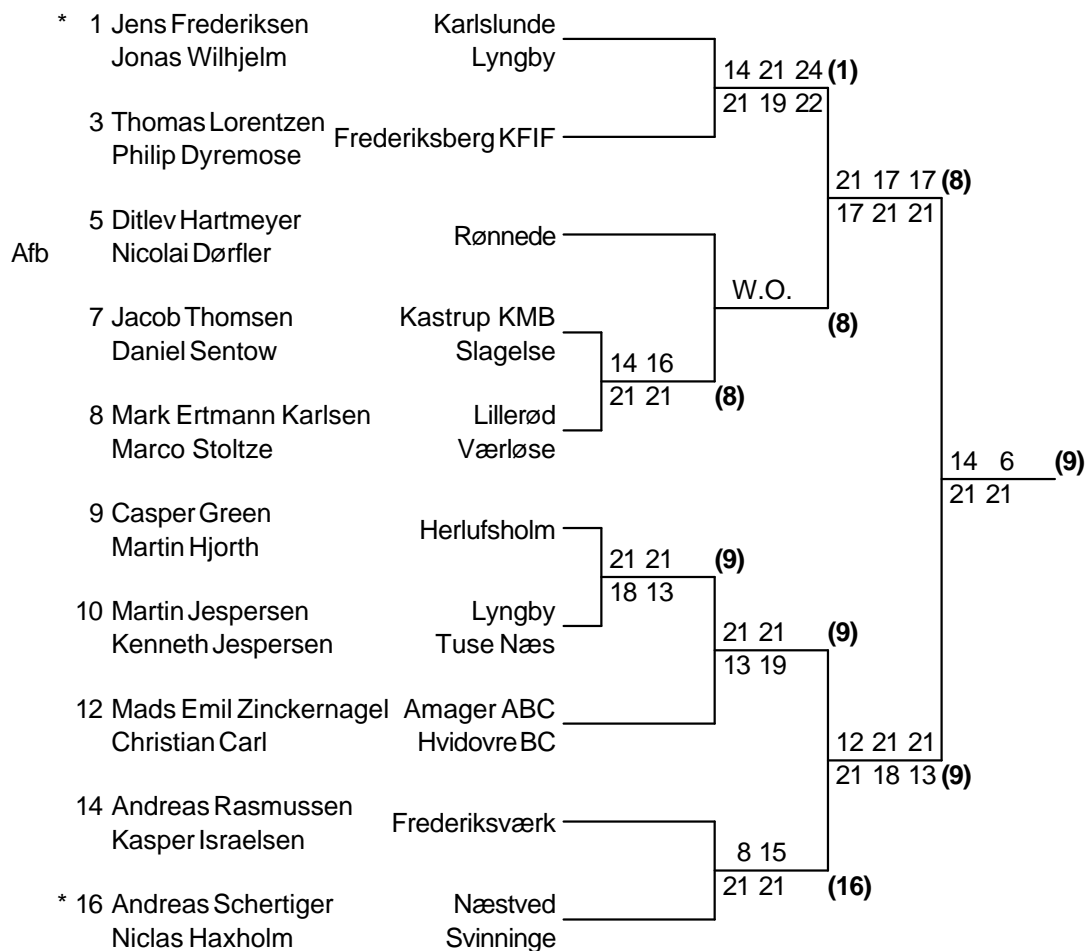 * 1 Jens Frederiksen Karlslunde
Jonas Wilhjelm Lyngby
14 21 24 (1)
21 19 22
3 Thomas Lorentzen Frederiksberg KFIF
Philip Dyremose
21 17 17 (8)
17 21 21
5 Ditlev Hartmeyer Rønnede
Afb Nicolai Dørfler
W.O.
(8)
7 Jacob Thomsen Kastrup KMB
Daniel Sentow Slagelse
14 16
21 21 (8)
8 Mark Ertmann Karlsen Lillerød
Marco Stoltze Værløse
14 6 (9)
21 21
9 Casper Green Herlufsholm
Martin Hjorth
21 21 (9)
18 13
10 Martin Jespersen Lyngby
Kenneth Jespersen Tuse Næs
21 21 (9)
13 19
12 Mads Emil Zinckernagel Amager ABC
Christian Carl Hvidovre BC
12 21 21
21 18 13 (9)
14 Andreas Rasmussen Frederiksværk
Kasper Israelsen
8 15
21 21 (16)
* 16 Andreas Schertiger Næstved
Niclas Haxholm Svinninge